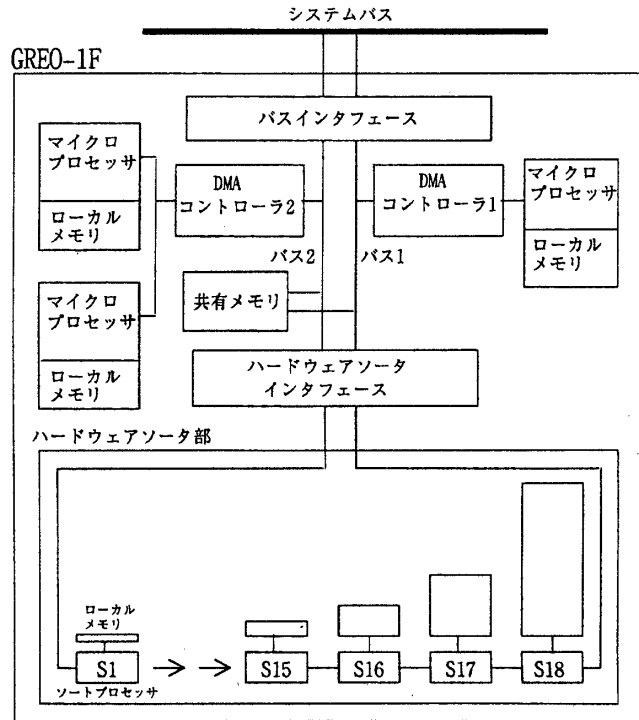 システムバス
GREO-1F
バスインタフェース
マイクロ
プロセッサ
ローカル
メモリ
DMA
コントローラ2
DMA
コントローラ1
マイクロ
プロセッサ
ローカル
メモリ
バス2
バス1
マイクロ
プロセッサ
ローカル
メモリ
共有メモリ
ハードウェアソータ
インタフェース
ハードウェアソータ部
ローカル
メモリ
S1
S15
S16
S17
S18
ソートプロセッサ